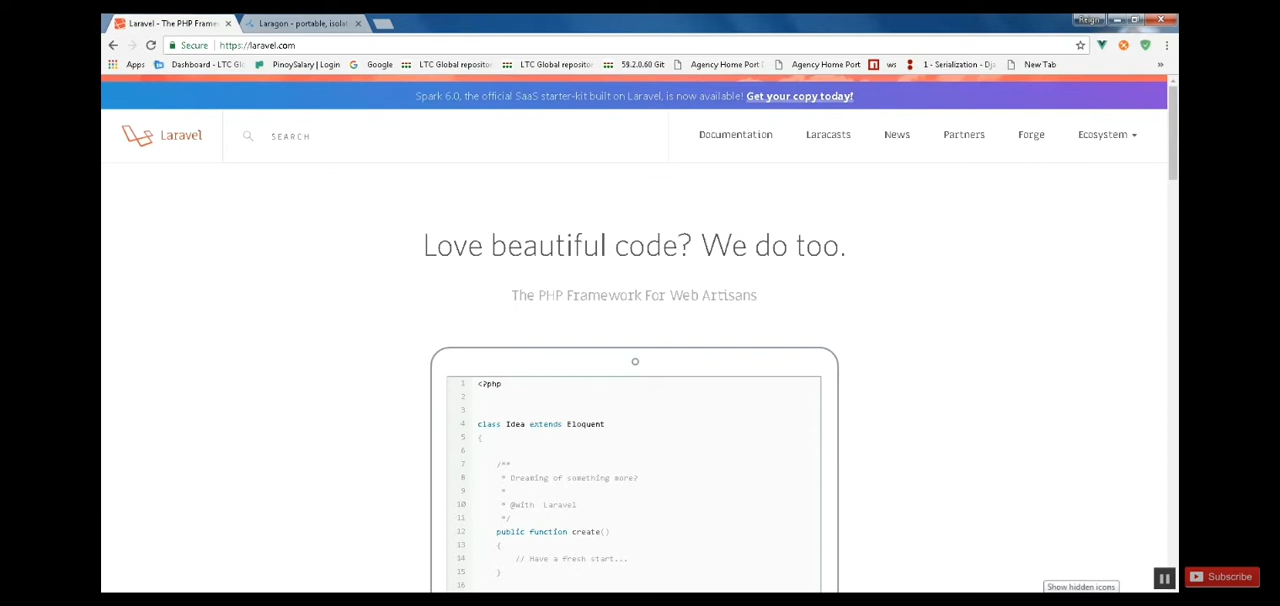 Laravel - The PHP Frame
Laragon - portable, isolat
Reign
Secure
https://laravel.com
Apps
Dashboard - LTC Gl
PinoySalary | Login
Google
LTC Global repositor
LTC Global repositor
59.2.0.60 Git
Agency Home Port
Agency Home Port
ws
1 - Serialization - Dja
New Tab
»
Spark 6.0, the official SaaS starter-kit built on Laravel, is now available! Get your copy today!
Laravel
SEARCH
Documentation
Laracasts
News
Partners
Forge
Ecosystem
Love beautiful code? We do too.
The PHP Framework For Web Artisans
1 <?php
2
3
4 class Idea extends Eloquent
5 {
6
7 /**
8 * Dreaming of something more?
9 *
10 * @with Laravel
11 */
12 public function create()
13 {
14 // Have a fresh start...
15 }
16
Show hidden icons
Subscribe